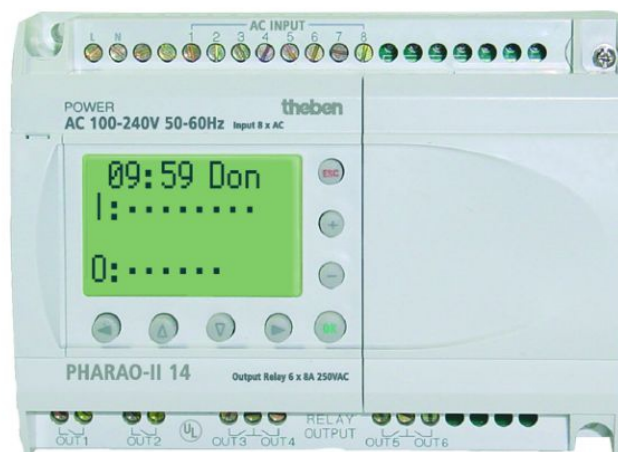 AC INPUT
L N 1 2 3 4 5 6 7 8
POWER
theben
AC 100-240V 50-60Hz Input 8 x AC
09:59 Don
I:........
O:......
ESC
+
-
OK
PHARAO-II 14
Output Relay 6 x 8A 250VAC
RELAY
OUTPUT
OUT1 OUT2 UL OUT3 OUT4 OUT5 OUT6